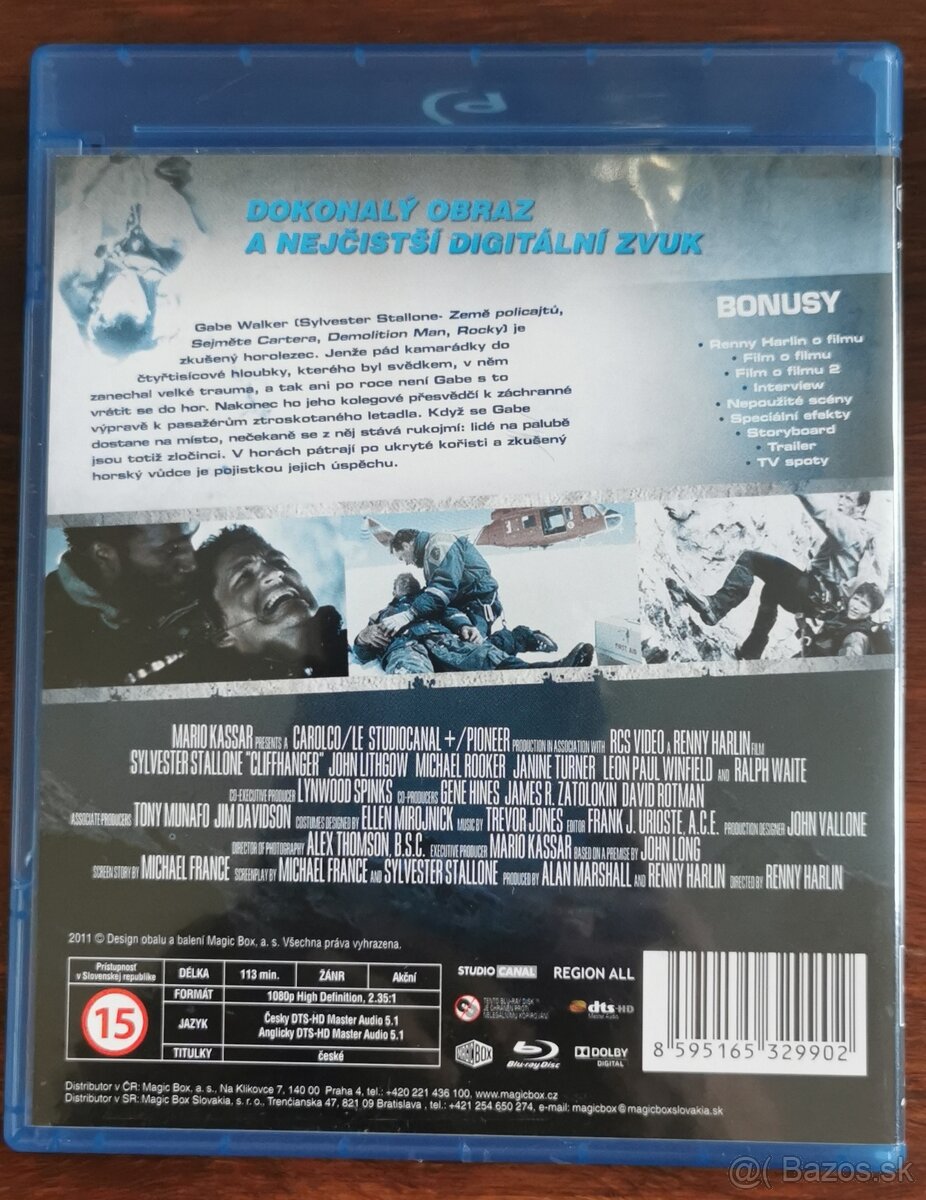 DOKONALÝ OBRAZ
A NEJČISTŠÍ DIGITÁLNÍ ZVUK
Gabe Walker (Sylvester Stallone- Země policajtů,
Sejměte Cartera, Demolition Man, Rocky) je
zkušený horolezec. Jenže pád kamarádky do
čtyřtisícové hloubky, kterého byl svědkem, v něm
zanechal velké trauma, a tak ani po roce není Gabe s to
vrátit se do hor. Nakonec ho jeho kolegové přesvědčí k záchranné
výpravě k pasažérům ztroskotaného letadla. Když se Gabe
dostane na místo, nečekaně se z něj stává rukojmí: lidé na palubě
jsou totiž zločinci. V horách pátrají po ukryté kořisti a zkušený
horský vůdce je pojistkou jejich úspěchu.
BONUSY
• Renny Harlin o filmu
• Film o filmu
• Film o filmu 2
• Interview
• Nepoužité scény
• Speciální efekty
• Storyboard
• Trailer
• TV spoty
FIRST AID
MARIO KASSAR PRESENTS A CAROLCO/LE STUDIOCANAL +/PIONEER PRODUCTION IN ASSOCIATION WITH RCS VIDEO A RENNY HARLIN FILM
SYLVESTER STALLONE "CLIFFHANGER" JOHN LITHGOW MICHAEL ROOKER JANINE TURNER LEON PAUL WINFIELD AND RALPH WAITE
CO-EXECUTIVE PRODUCER LYNWOOD SPINKS CO-PRODUCERS GENE HINES JAMES R. ZATOLOKIN DAVID ROTMAN
ASSOCIATE PRODUCERS TONY MUNAFO JIM DAVIDSON COSTUMES DESIGNED BY ELLEN MIROJNICK MUSIC BY TREVOR JONES EDITOR FRANK J. URIOSTE, A.C.E. PRODUCTION DESIGNER JOHN VALLONE
DIRECTOR OF PHOTOGRAPHY ALEX THOMSON, B.S.C. EXECUTIVE PRODUCER MARIO KASSAR BASED ON A PREMISE BY JOHN LONG
SCREEN STORY BY MICHAEL FRANCE SCREENPLAY BY MICHAEL FRANCE AND SYLVESTER STALLONE PRODUCED BY ALAN MARSHALL AND RENNY HARLIN DIRECTED BY RENNY HARLIN
2011 © Design obalu a balení Magic Box, a. s. Všechna práva vyhrazena.
Prístupnosť
v Slovenskej republike
15
DÉLKA 113 min. ŽÁNR Akční
FORMÁT 1080p High Definition, 2.35:1
JAZYK Česky DTS-HD Master Audio 5.1
Anglicky DTS-HD Master Audio 5.1
TITULKY české
STUDIO CANAL REGION ALL
TENTO BLU-RAY DISK
JE CHRÁNĚN PROTI
NELEGÁLNÍMU KOPÍROVÁNÍ
dts-HD
Master Audio
MAGIC BOX
Blu-ray Disc
DOLBY
DIGITAL
8 595165 329902
Distributor v ČR: Magic Box, a. s., Na Klikovce 7, 140 00 Praha 4, tel.: +420 221 436 100, www.magicbox.cz
Distributor v SR: Magic Box Slovakia, s. r. o., Trenčianska 47, 821 09 Bratislava , tel.: +421 254 650 274, e-mail: magicbox@magicboxslovakia.sk
@( Bazos.sk